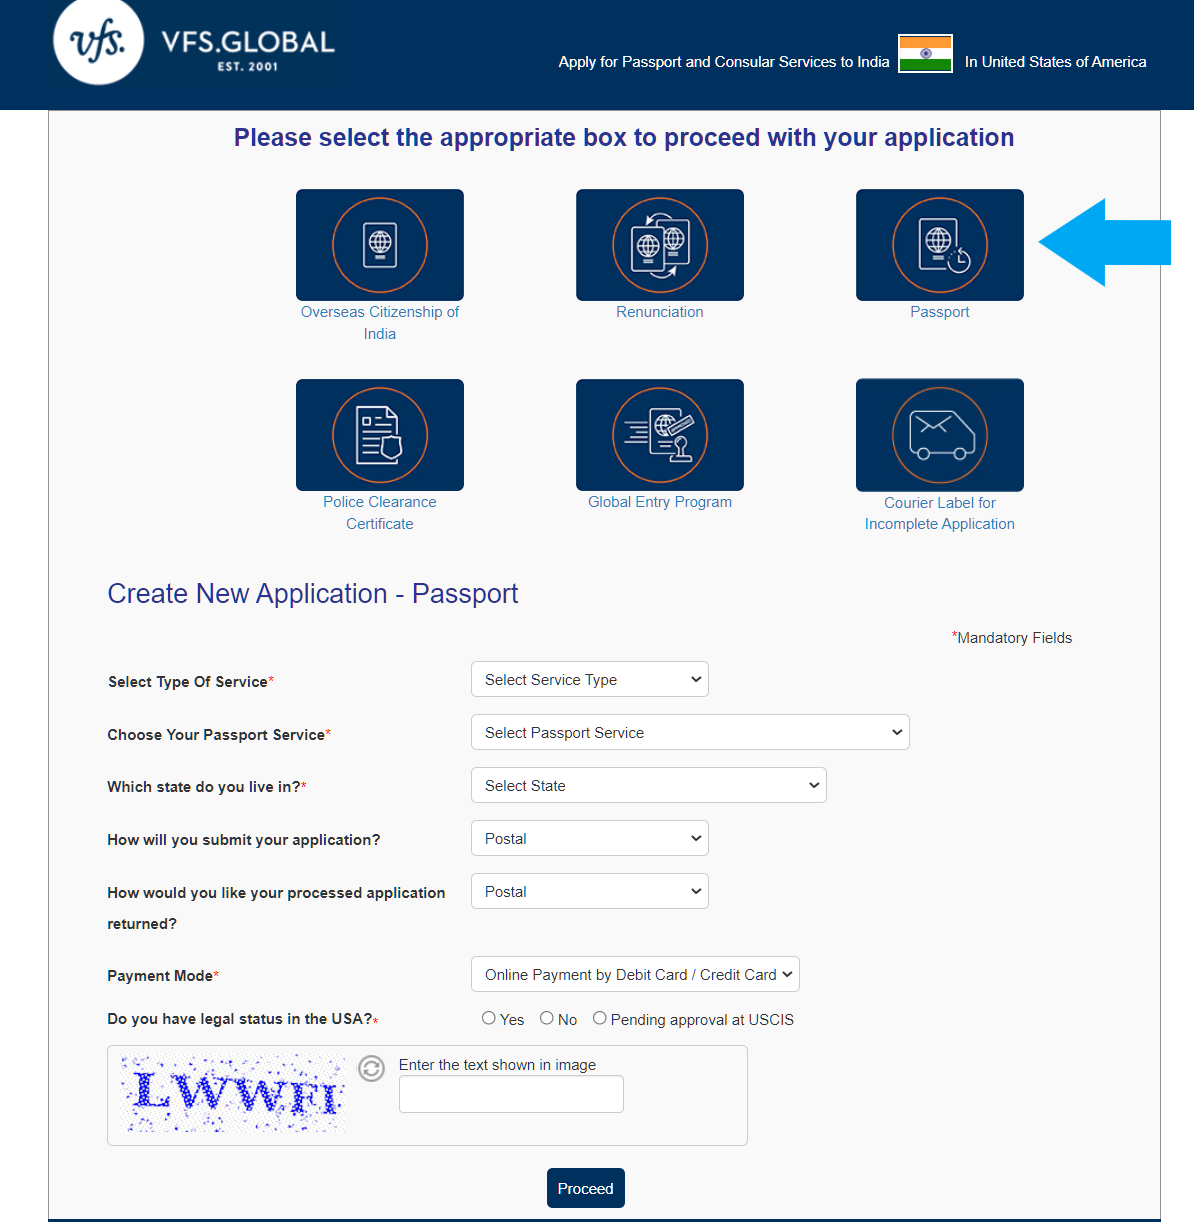 vfs.
VFS.GLOBAL
EST. 2001
Apply for Passport and Consular Services to India In United States of America
Please select the appropriate box to proceed with your application
Overseas Citizenship of
India
Renunciation
Passport
Police Clearance
Certificate
Global Entry Program
Courier Label for
Incomplete Application
Create New Application - Passport
*Mandatory Fields
Select Type Of Service* Select Service Type
Choose Your Passport Service* Select Passport Service
Which state do you live in?* Select State
How will you submit your application? Postal
How would you like your processed application Postal
returned?
Payment Mode* Online Payment by Debit Card / Credit Card
Do you have legal status in the USA?* Yes No Pending approval at USCIS
LWWFI
Enter the text shown in image
Proceed